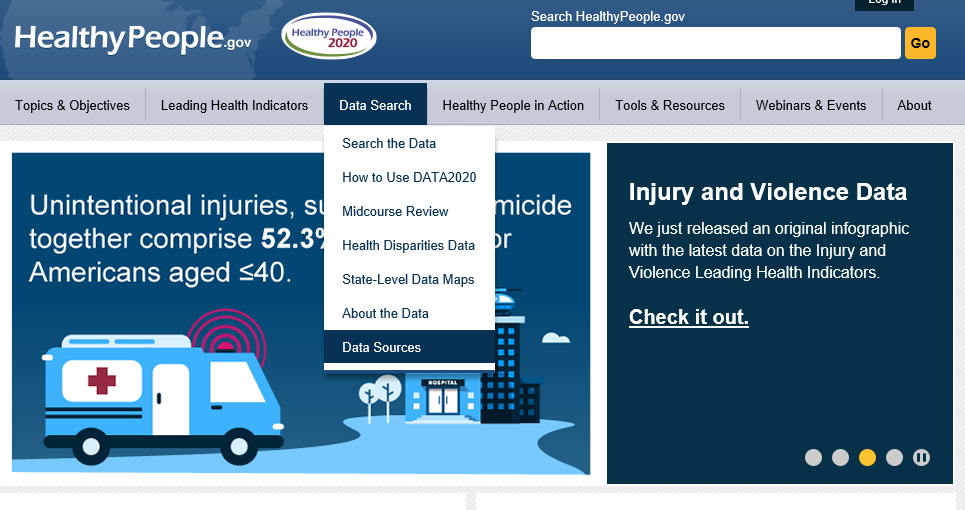 Log In
HealthyPeople.gov
Healthy People
2020
Search HealthyPeople.gov
Go
Topics & Objectives
Leading Health Indicators
Data Search
Healthy People in Action
Tools & Resources
Webinars & Events
About
Search the Data
How to Use DATA2020
Midcourse Review
Health Disparities Data
State-Level Data Maps
About the Data
Data Sources
Unintentional injuries, su micide
together comprise 52.3% or
Americans aged ≤40.
HOSPITAL
Injury and Violence Data
We just released an original infographic
with the latest data on the Injury and
Violence Leading Health Indicators.
Check it out.